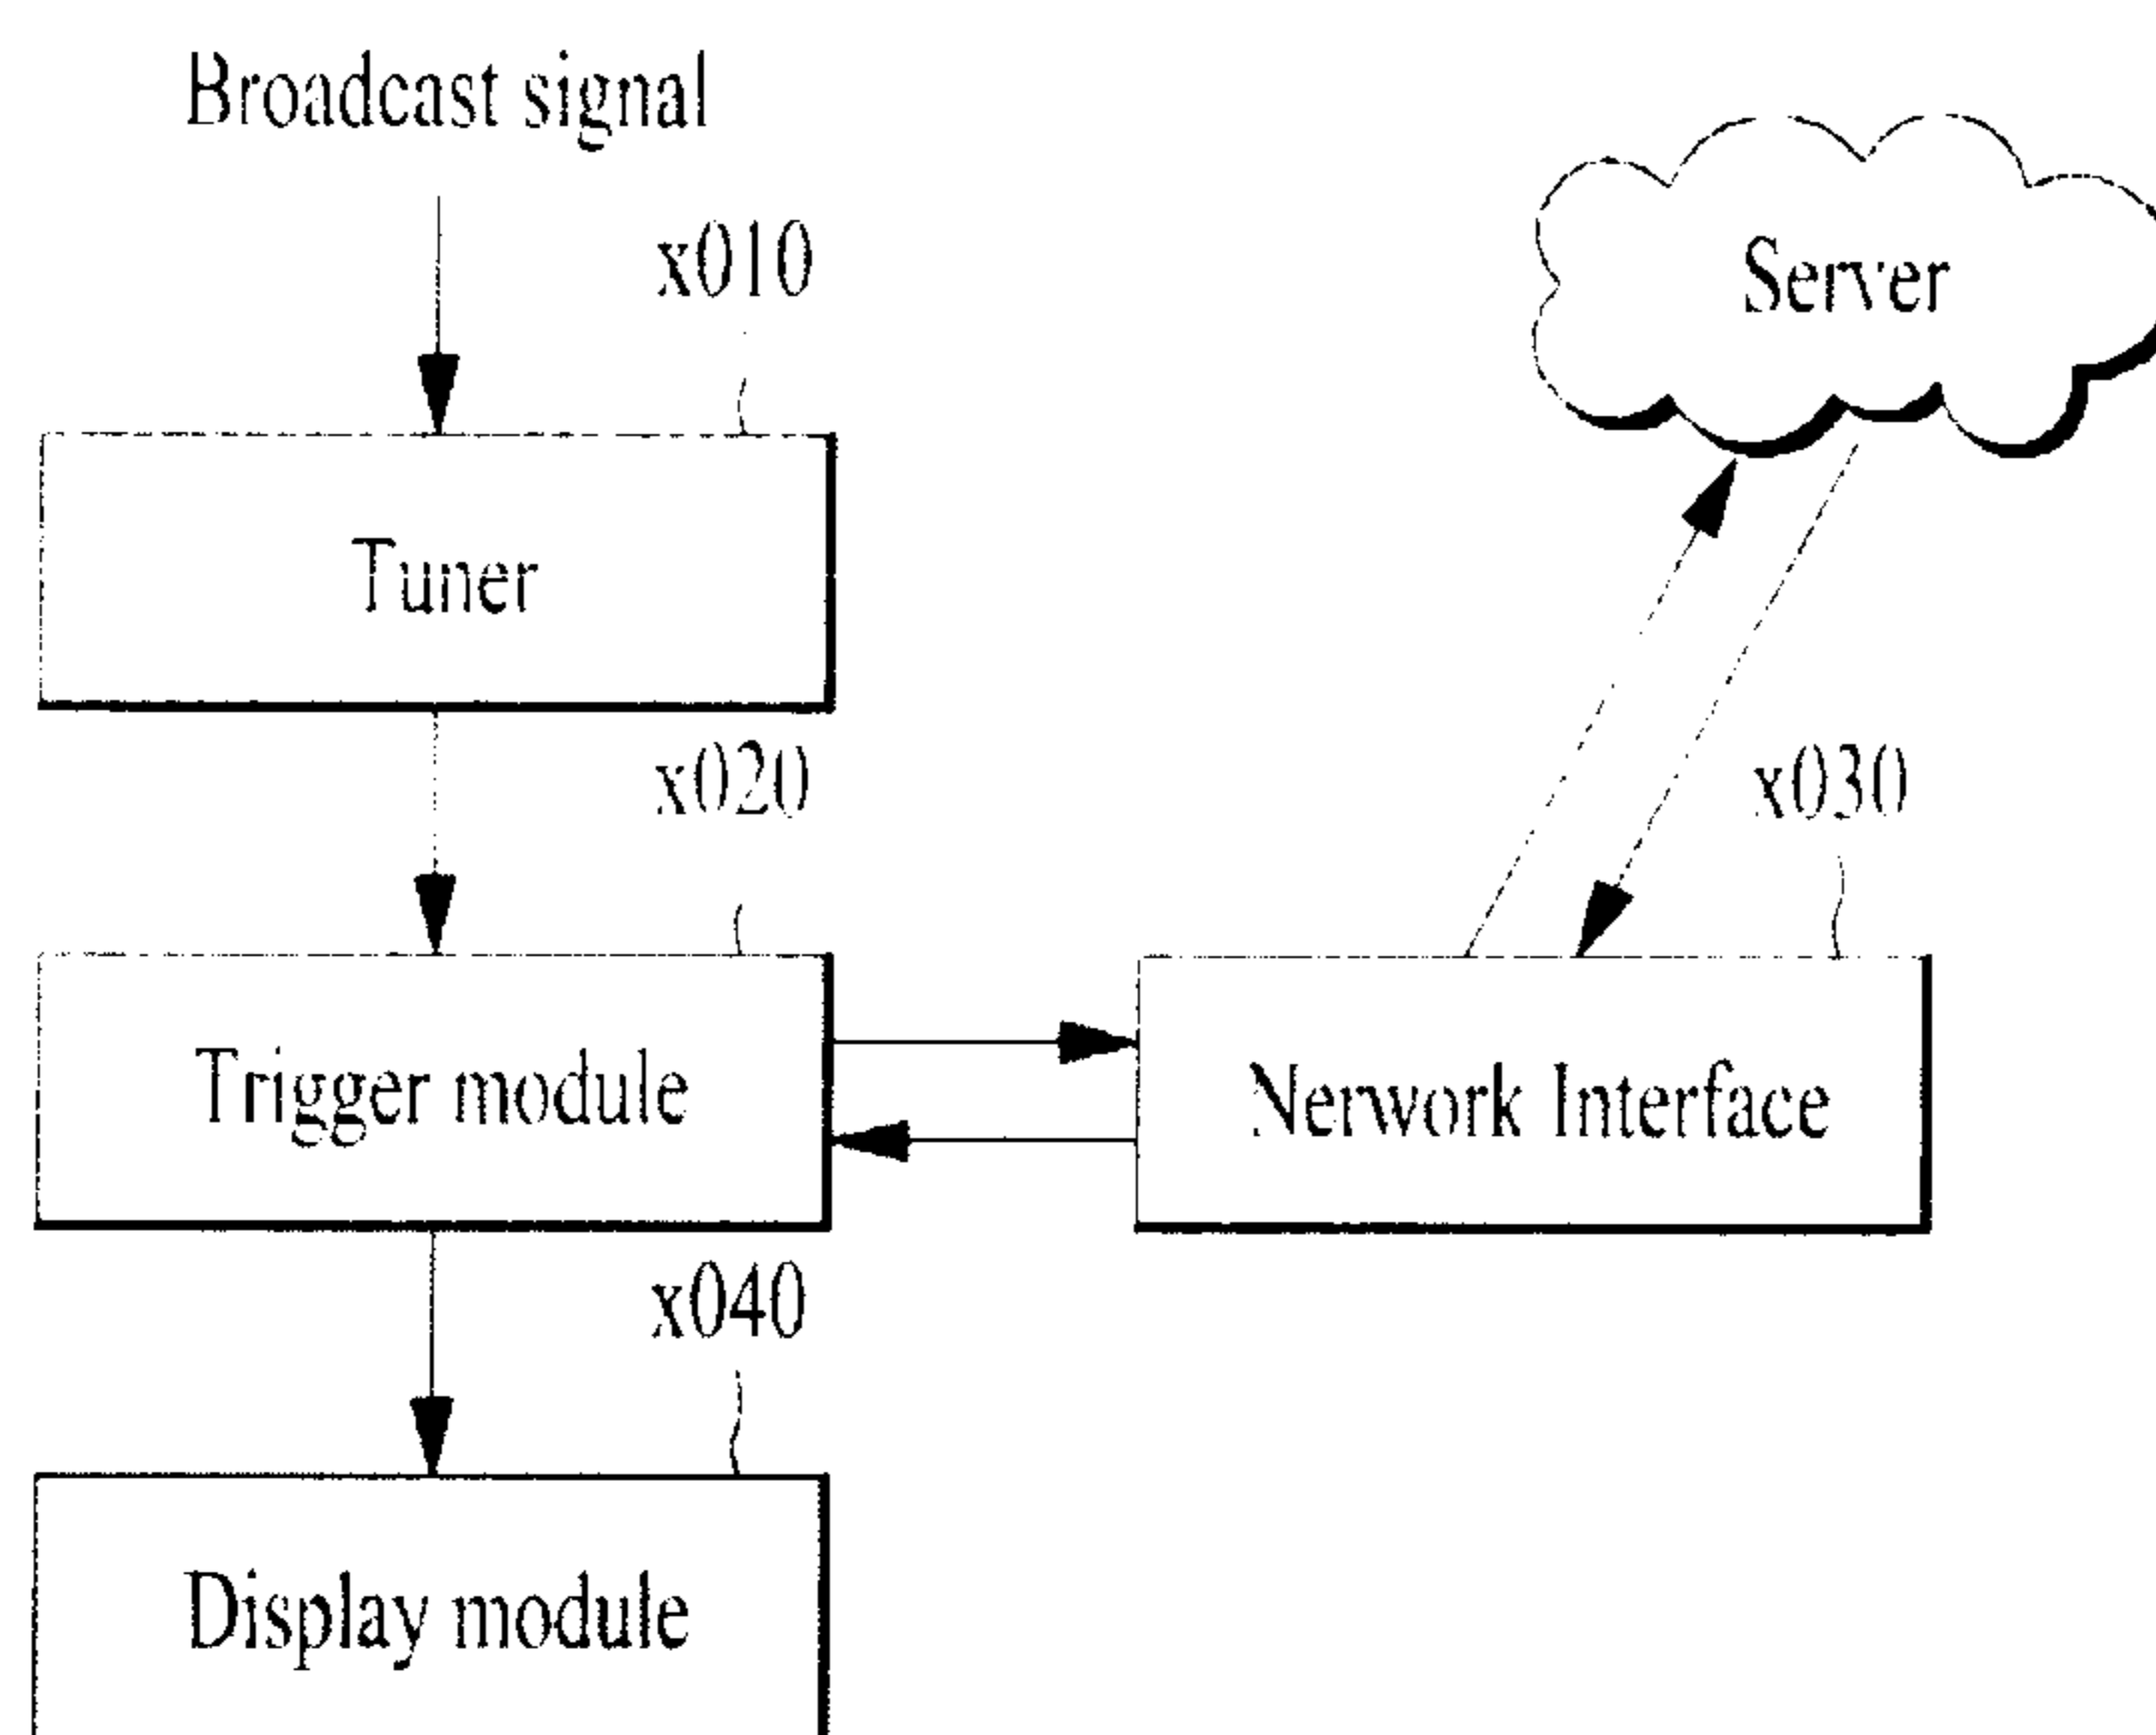 Broadcast signal
x010
Server
Tuner
x020
x030
Trigger module
Nerwork Interface
x040
Display module